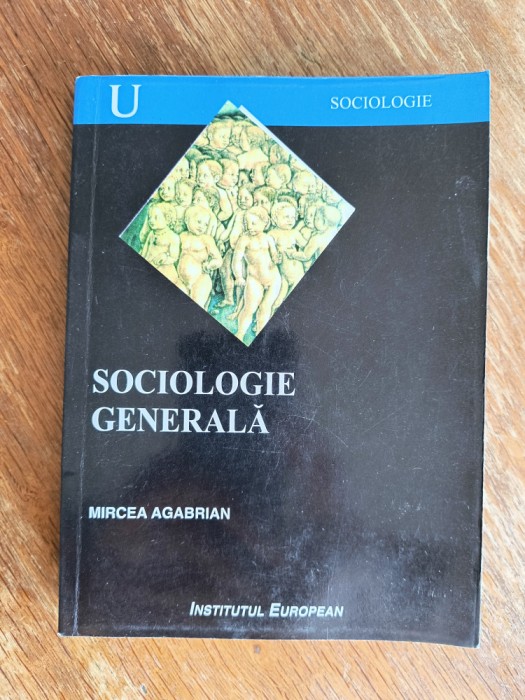 U
SOCIOLOGIE
SOCIOLOGIE
GENERALĂ
MIRCEA AGABRIAN
INSTITUTUL EUROPEAN